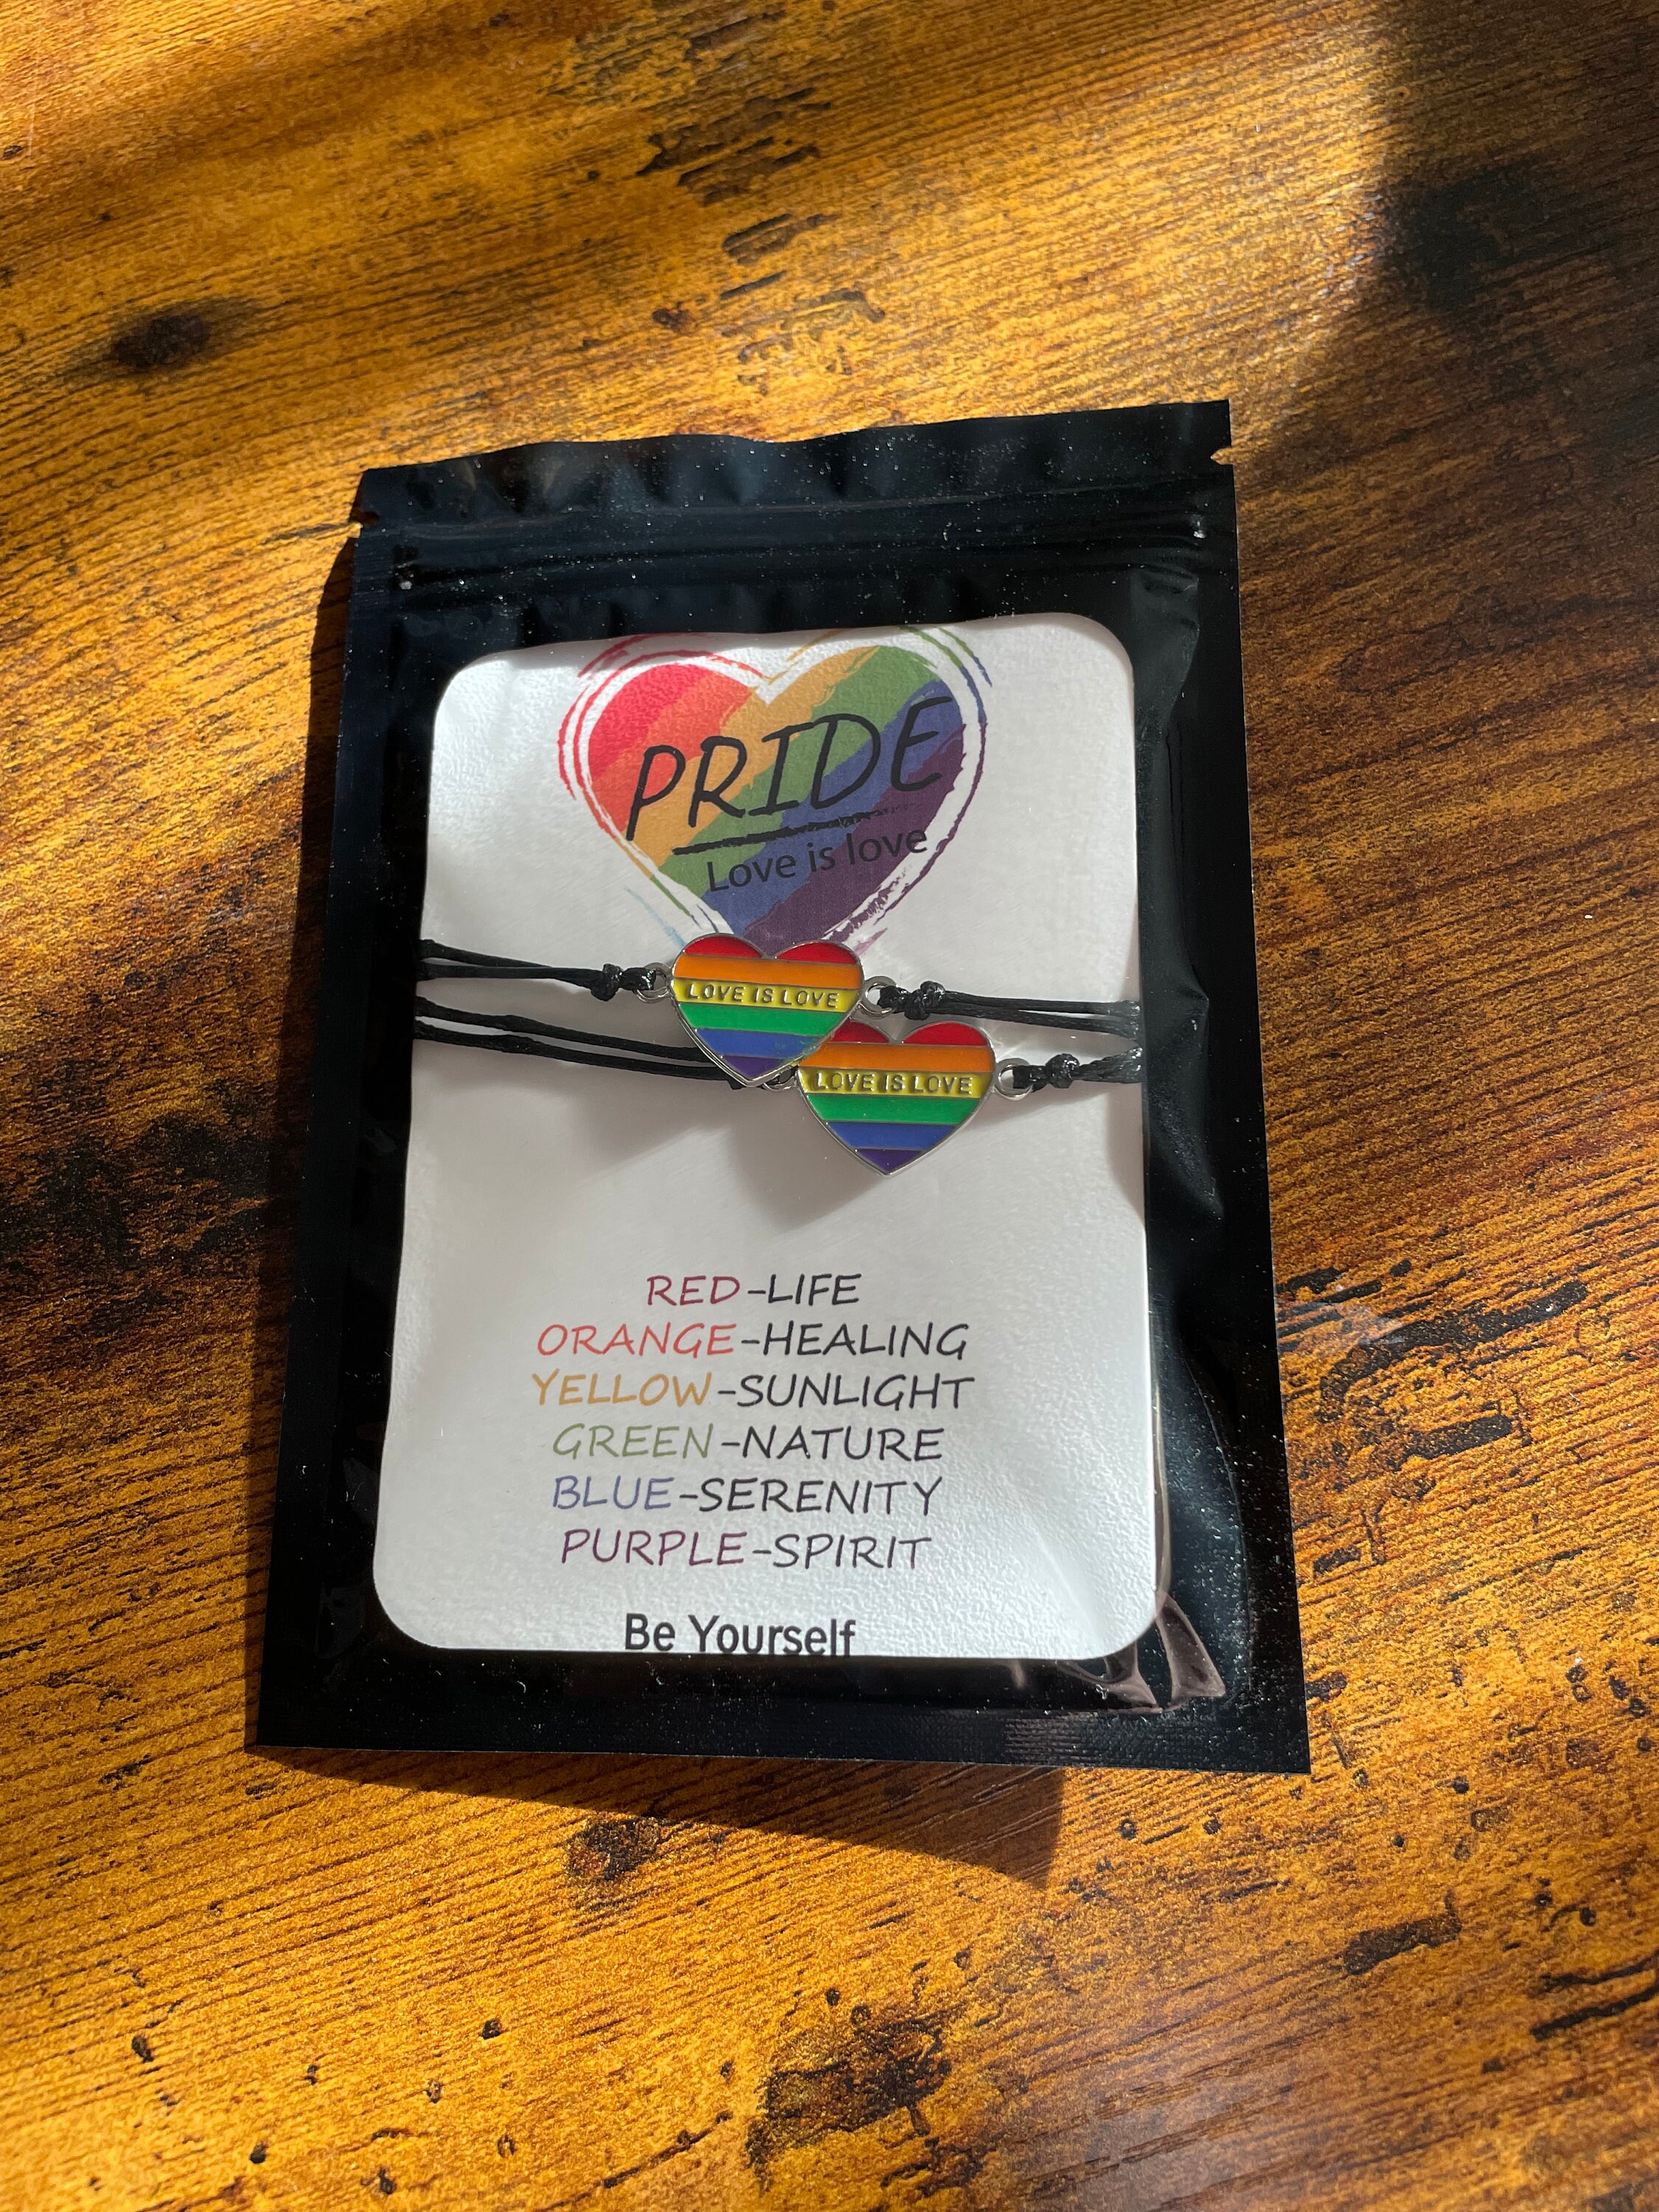 PRIDE
Love is love
LOVE IS LOVE
LOVE IS LOVE
RED-LIFE
ORANGE-HEALING
YELLOW-SUNLIGHT
GREEN-NATURE
BLUE-SERENITY
PURPLE-SPIRIT
Be Yourself